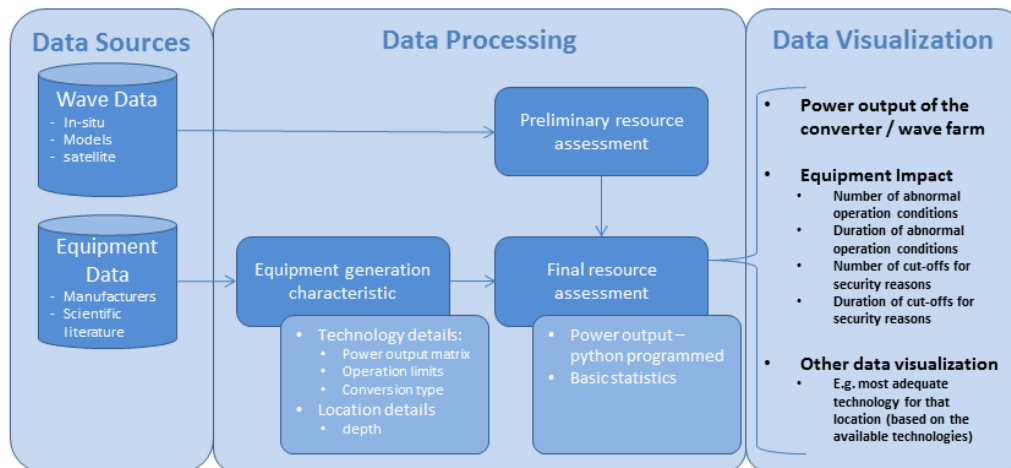 Data Sources
Wave Data
- In-situ
- Models
- satellite
Equipment
Data
- Manufacturers
- Scientific
literature
Data Processing
Preliminary resource
assessment
Equipment generation
characteristic
• Technology details:
• Power output matrix
• Operation limits
• Conversion type
• Location details
• depth
Final resource
assessment
• Power output –
python programmed
• Basic statistics
Data Visualization
• Power output of the
converter / wave farm
• Equipment Impact
• Number of abnormal
operation conditions
• Duration of abnormal
operation conditions
• Number of cut-offs for
security reasons
• Duration of cut-offs for
security reasons
• Other data visualization
• E.g. most adequate
technology for that
location (based on the
available technologies)